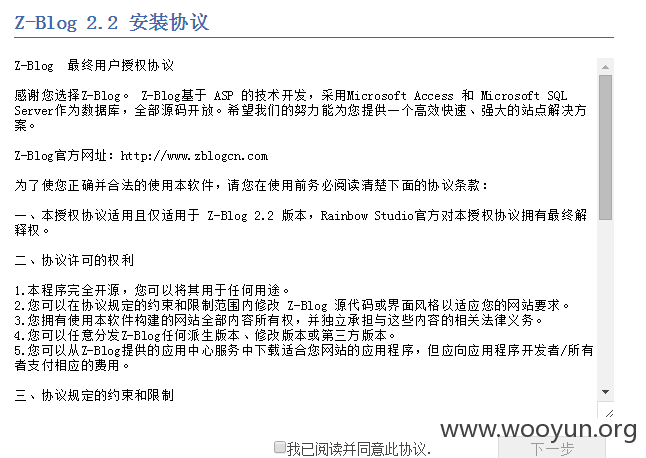 Z-Blog 2.2 安装协议
Z-Blog 最终用户授权协议
感谢您选择Z-Blog。 Z-Blog基于 ASP 的技术开发，采用Microsoft Access 和 Microsoft SQL
Server作为数据库，全部源码开放。希望我们的努力能为您提供一个高效快速、强大的站点解决方
案。
Z-Blog官方网址：http://www.zblogcn.com
为了使您正确并合法的使用本软件，请您在使用前务必阅读清楚下面的协议条款：
一、本授权协议适用且仅适用于 Z-Blog 2.2 版本，Rainbow Studio官方对本授权协议拥有最终解
释权。
二、协议许可的权利
1.本程序完全开源，您可以将其用于任何用途。
2.您可以在协议规定的约束和限制范围内修改 Z-Blog 源代码或界面风格以适应您的网站要求。
3.您拥有使用本软件构建的网站全部内容所有权，并独立承担与这些内容的相关法律义务。
4.您可以任意分发Z-Blog任何派生版本、修改版本或第三方版本。
5.您可以从Z-Blog提供的应用中心服务中下载适合您网站的应用程序，但应向应用程序开发者/所有
者支付相应的费用。
三、协议规定的约束和限制
www.wooyun.org
我已阅读并同意此协议.
下一步